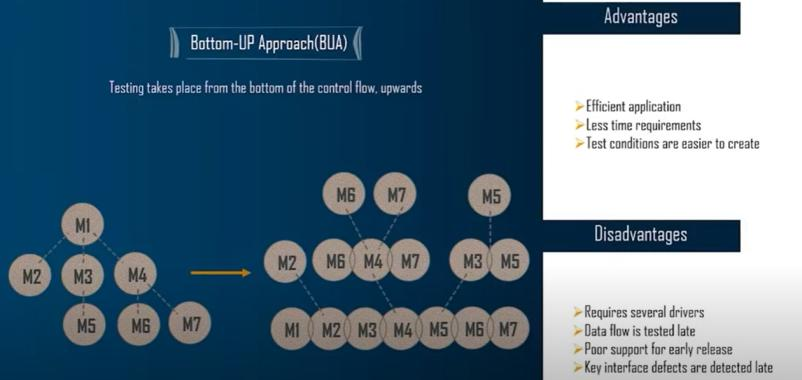 Bottom-UP Approach(BUA)
Testing takes place from the bottom of the control flow, upwards
M1
M2 M3 M4
M5 M6 M7
M6 M7 M5
M2 M6 M4 M7 M3 M5
M1 M2 M3 M4 M5 M6 M7
Advantages
Efficient application
Less time requirements
Test conditions are easier to create
Disadvantages
Requires several drivers
Data flow is tested late
Poor support for early release
Key interface defects are detected late